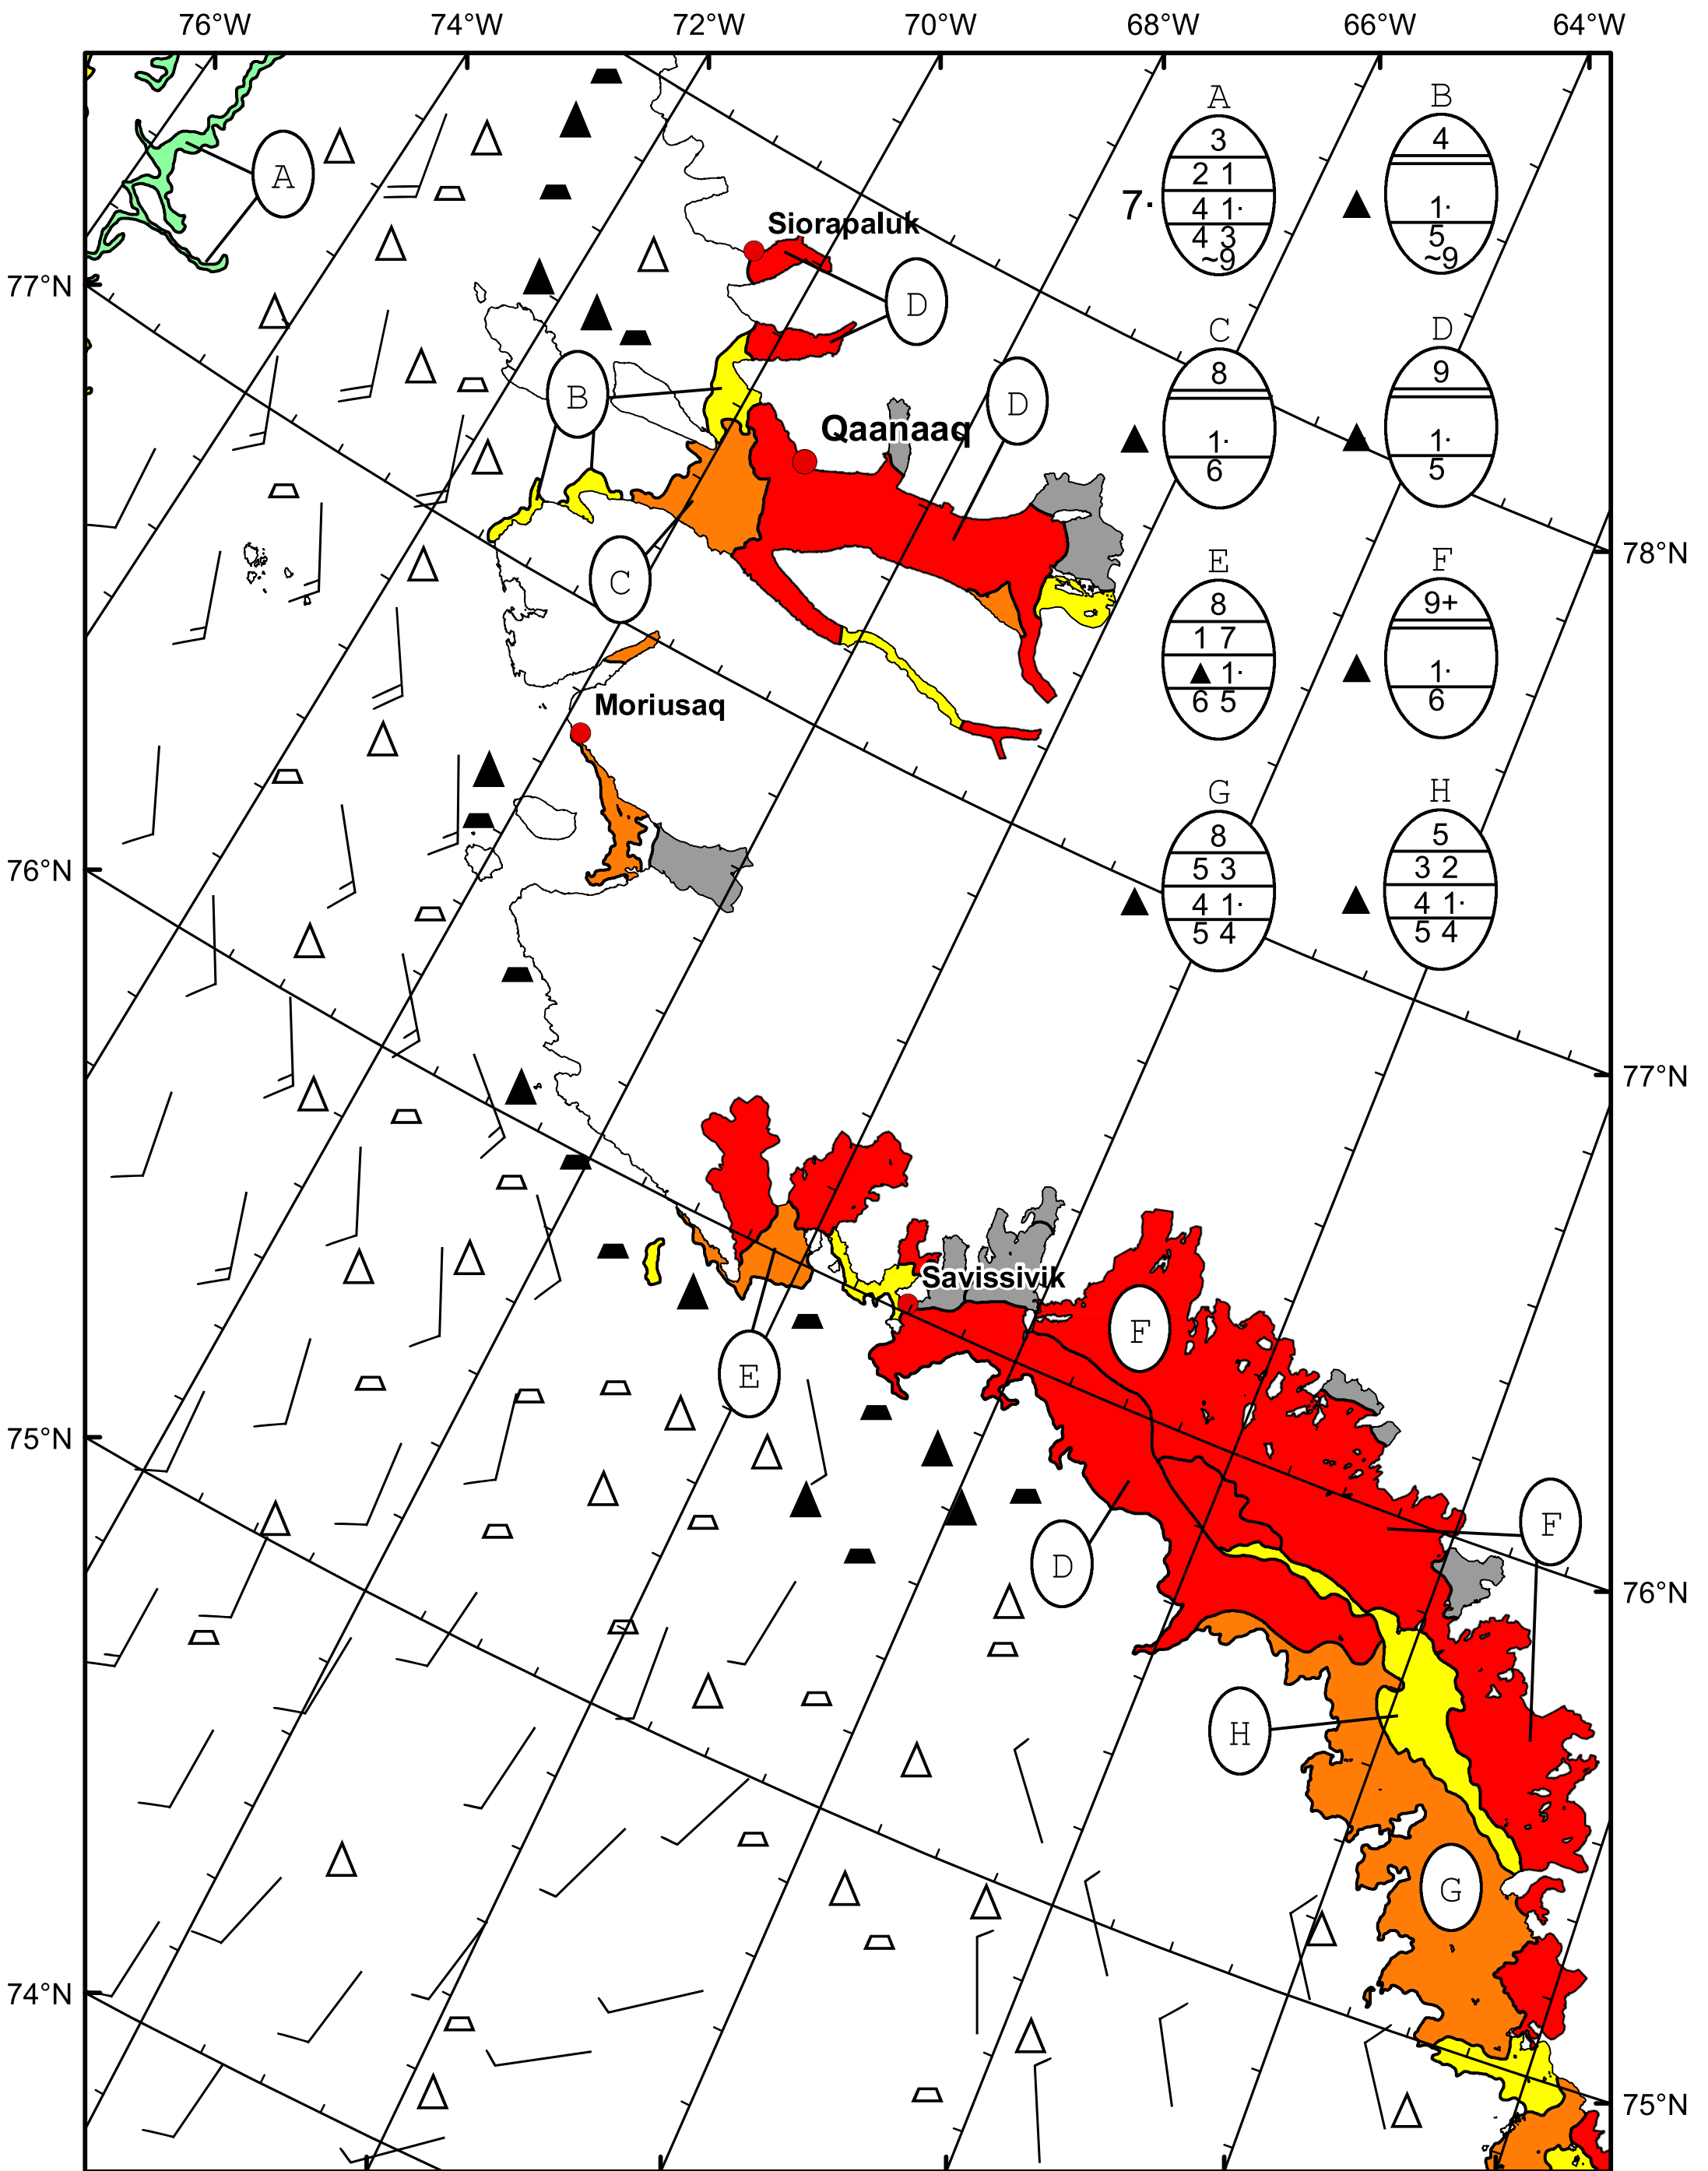 76°W 74°W 72°W 70°W 68°W 66°W 64°W
A B
3 4
2 1
7· 4 1· 1·
4 3 5
~9 ~9
A
Siorapaluk
77°N
D
C D
8 9
B D
Qaanaaq
1· 1·
6 5
78°N
E F
C
8 9+
1 7
1· 1·
6 5 6
Moriusaq
G H
8 5
5 3 3 2
76°N
4 1· 4 1·
5 4 5 4
77°N
Savissivik
F
E
75°N
F
D
76°N
H
G
74°N
75°N